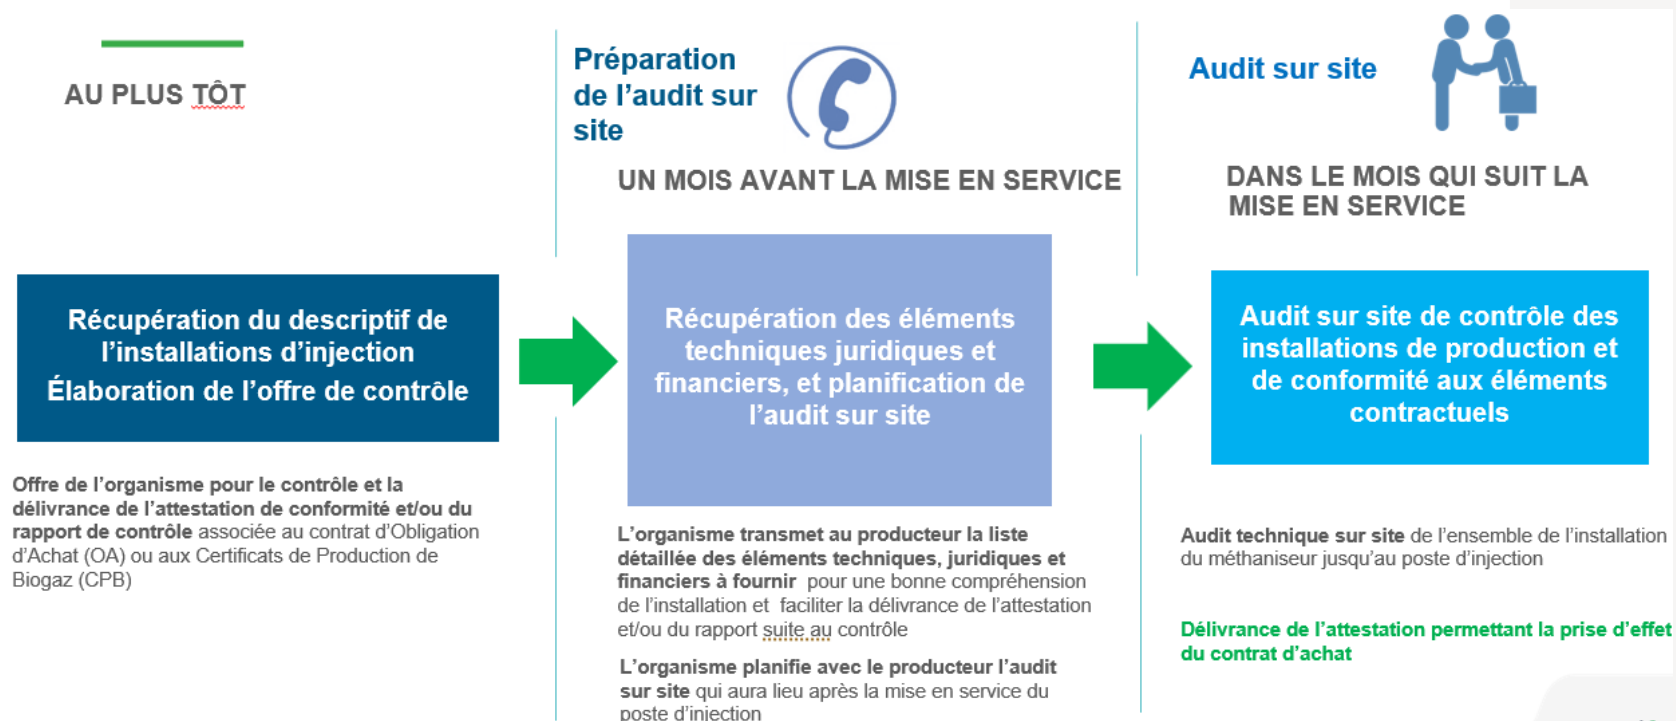 AU PLUS TÔT
Récupération du descriptif de
l'installations d'injection
Élaboration de l'offre de contrôle
Offre de l'organisme pour le contrôle et la
délivrance de l'attestation de conformité et/ou du
rapport de contrôle associée au contrat d'Obligation
d'Achat (OA) ou aux Certificats de Production de
Biogaz (CPB)
Préparation
de l'audit sur
site
UN MOIS AVANT LA MISE EN SERVICE
Récupération des éléments
techniques juridiques et
financiers, et planification de
l'audit sur site
L'organisme transmet au producteur la liste
détaillée des éléments techniques, juridiques et
financiers à fournir pour une bonne compréhension
de l'installation et faciliter la délivrance de l'attestation
et/ou du rapport suite au contrôle
L'organisme planifie avec le producteur l'audit
sur site qui aura lieu après la mise en service du
poste d'injection
Audit sur site
DANS LE MOIS QUI SUIT LA
MISE EN SERVICE
Audit sur site de contrôle des
installations de production et
de conformité aux éléments
contractuels
Audit technique sur site de l'ensemble de l'installation
du méthaniseur jusqu'au poste d'injection
Délivrance de l'attestation permettant la prise d'effet
du contrat d'achat